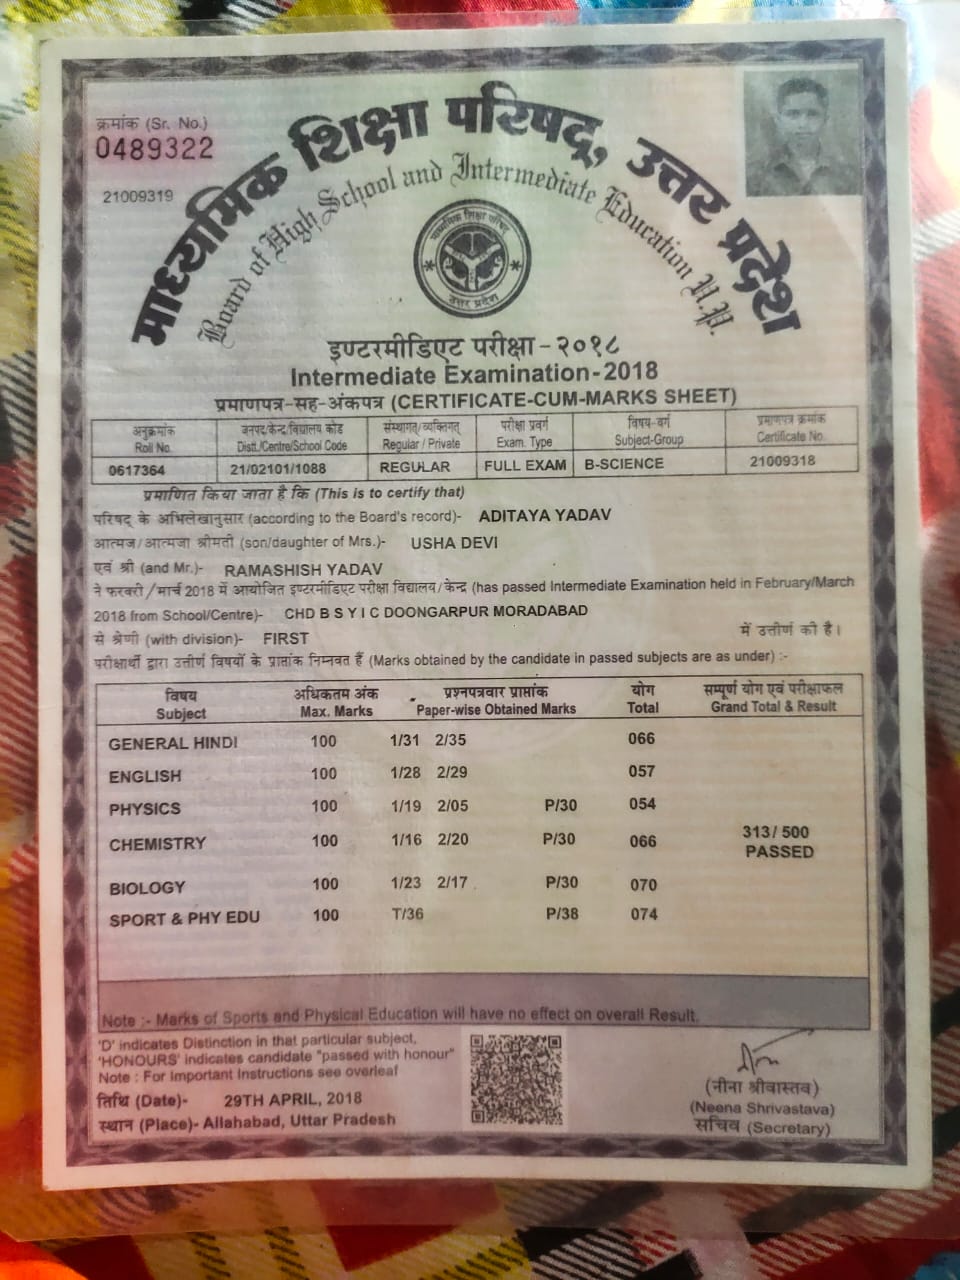 क्रमांक (Sr. No.)
0489322
21009319
माध्यमिक शिक्षा परिषद्, उत्तर प्रदेश
Board of High School and Intermediate Education U.P.
माध्यमिक शिक्षा परिषद्
उत्तर प्रदेश
इण्टरमीडिएट परीक्षा-२०१८
Intermediate Examination-2018
प्रमाणपत्र-सह-अंकपत्र (CERTIFICATE-CUM-MARKS SHEET)
अनुक्रमांक जनपद/केन्द्र/विद्यालय कोड संस्थागत्/व्यक्तिगत् परीक्षा प्रवर्ग विषय-वर्ग प्रमाणपत्र क्रमांक
Roll No. Distt./Centre/School Code Regular / Private Exam. Type Subject-Group Certificate No.
0617364 21/02101/1088 REGULAR FULL EXAM B-SCIENCE 21009318
प्रमाणित किया जाता है कि (This is to certify that)
परिषद् के अभिलेखानुसार (according to the Board's record)- ADITAYA YADAV
आत्मज/आत्मजा श्रीमती (son/daughter of Mrs.)- USHA DEVI
एवं श्री (and Mr.)- RAMASHISH YADAV
ने फरवरी/मार्च 2018 में आयोजित इण्टरमीडिएट परीक्षा विद्यालय/केन्द्र (has passed Intermediate Examination held in February/March
2018 from School/Centre)- CHD B S Y I C DOONGARPUR MORADABAD
से श्रेणी (with division)- FIRST में उत्तीर्ण की है।
परीक्षार्थी द्वारा उत्तीर्ण विषयों के प्राप्तांक निम्नवत हैं (Marks obtained by the candidate in passed subjects are as under) :-
विषय अधिकतम अंक प्रश्नपत्रवार प्राप्तांक योग सम्पूर्ण योग एवं परीक्षाफल
Subject Max. Marks Paper-wise Obtained Marks Total Grand Total & Result
GENERAL HINDI 100 1/31 2/35 066
ENGLISH 100 1/28 2/29 057
PHYSICS 100 1/19 2/05 P/30 054
CHEMISTRY 100 1/16 2/20 P/30 066 313/ 500
PASSED
BIOLOGY 100 1/23 2/17 P/30 070
SPORT & PHY EDU 100 T/36 P/38 074
Note :- Marks of Sports and Physical Education will have no effect on overall Result.
'D' indicates Distinction in that particular subject,
'HONOURS' indicates candidate "passed with honour"
Note : For Important Instructions see overleaf
तिथि (Date)- 29TH APRIL, 2018
स्थान (Place)- Allahabad, Uttar Pradesh
(नीना श्रीवास्तव)
(Neena Shrivastava)
सचिव (Secretary)